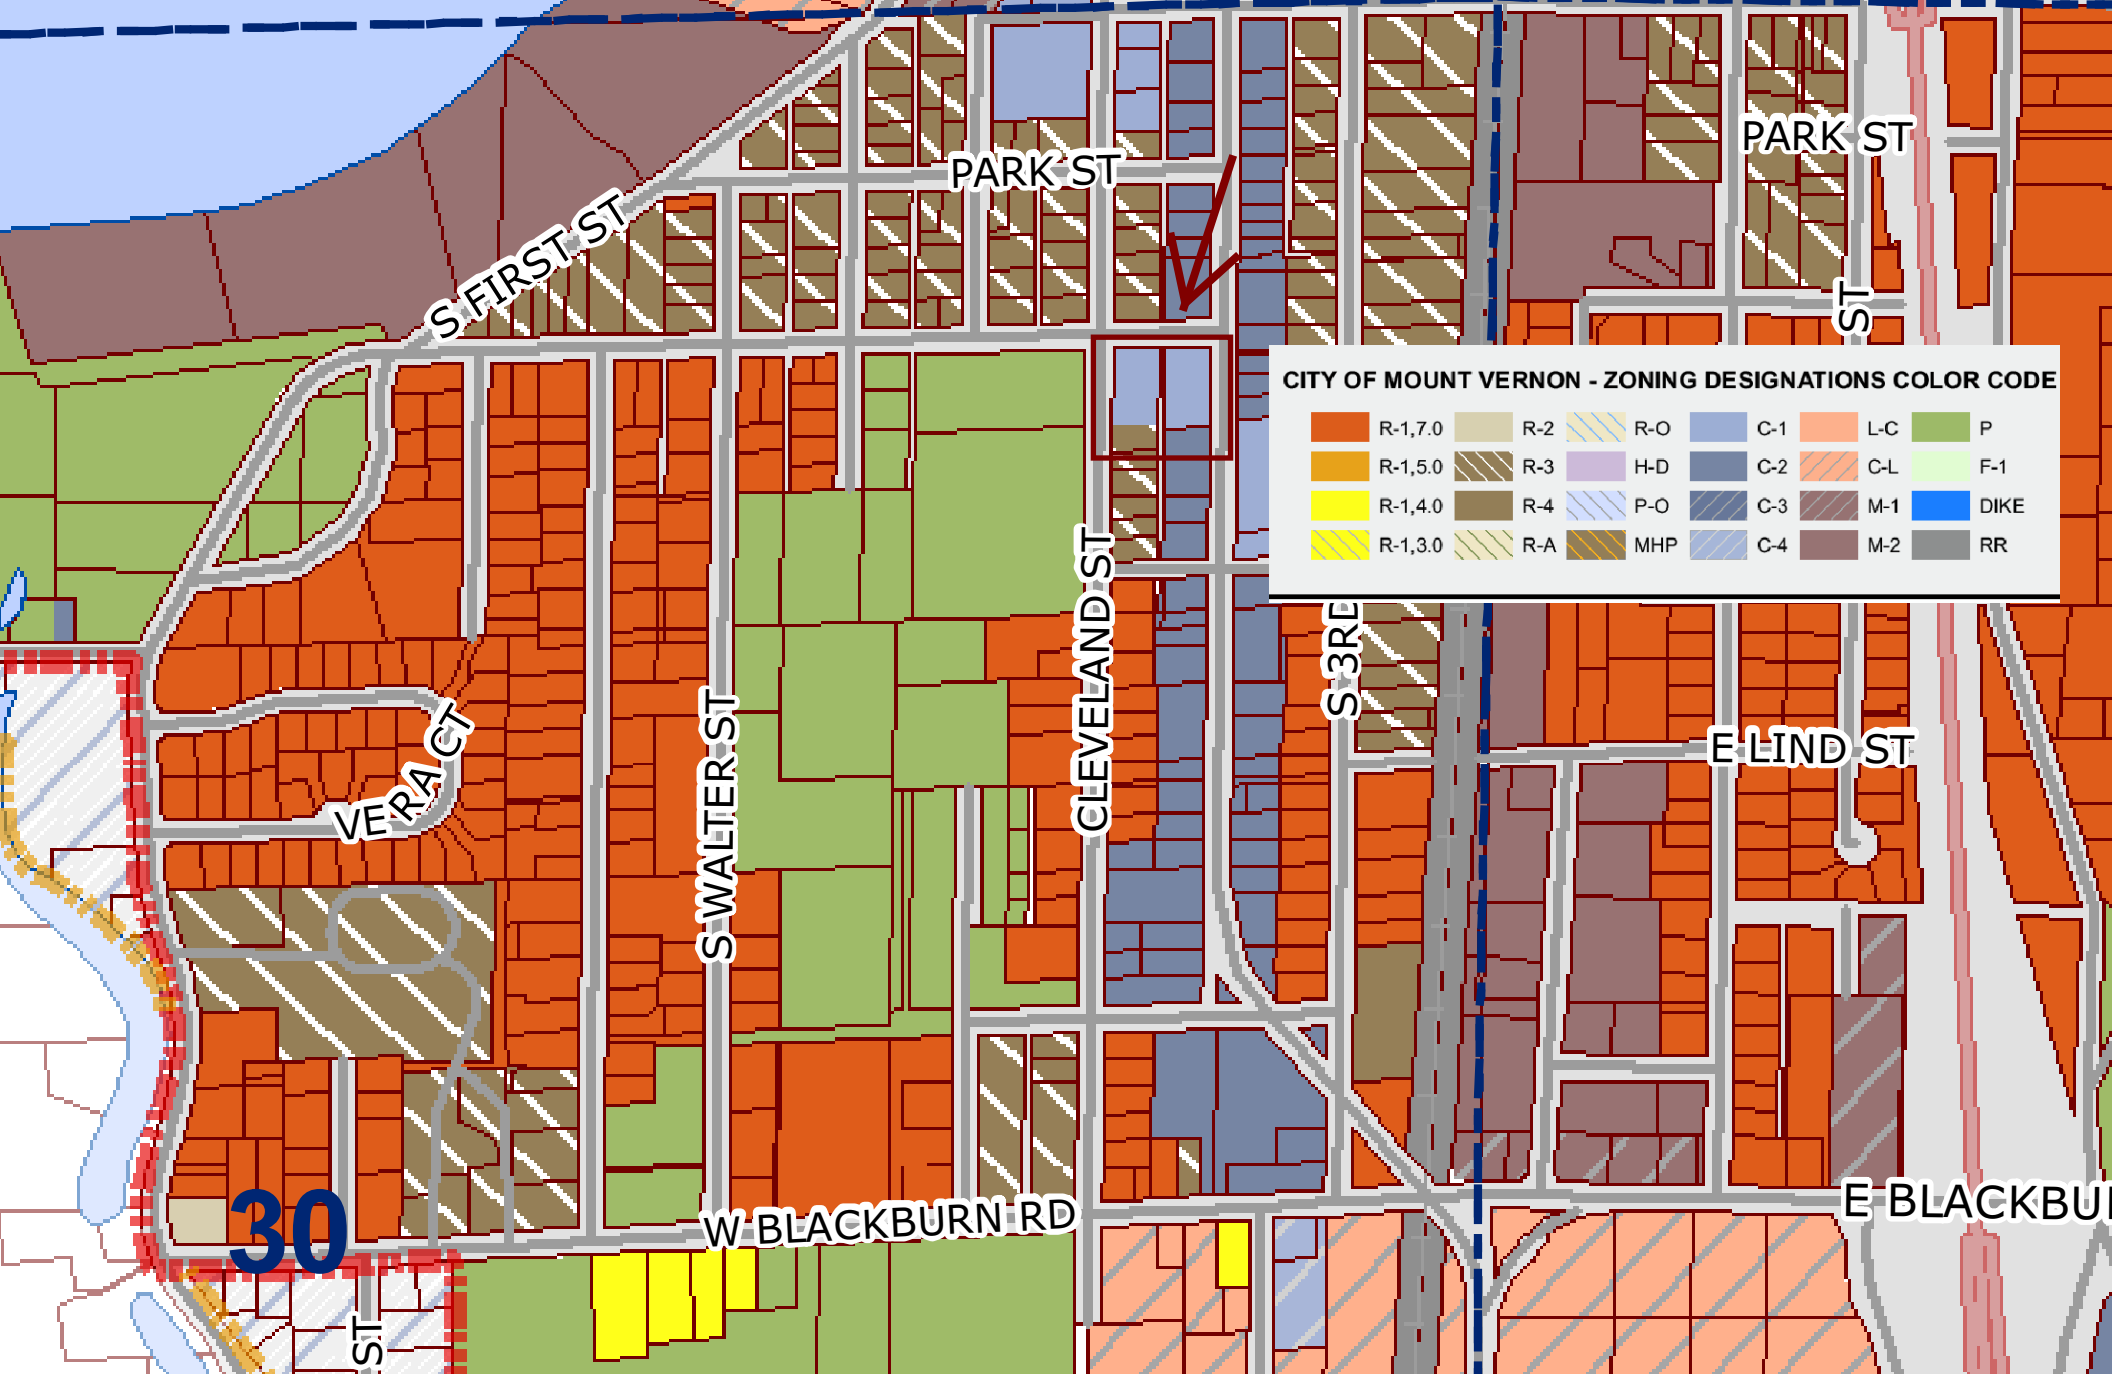 PARK ST
PARK ST
S FIRST ST
ST
CITY OF MOUNT VERNON - ZONING DESIGNATIONS COLOR CODE
R-1,7.0 R-2 R-O C-1 L-C P
R-1,5.0 R-3 H-D C-2 C-L F-1
R-1,4.0 R-4 P-O C-3 M-1 DIKE
R-1,3.0 R-A MHP C-4 M-2 RR
CLEVELAND ST
S 3RD
S WALTER ST
VERA CT
E LIND ST
30
W BLACKBURN RD
E BLACKBU
ST